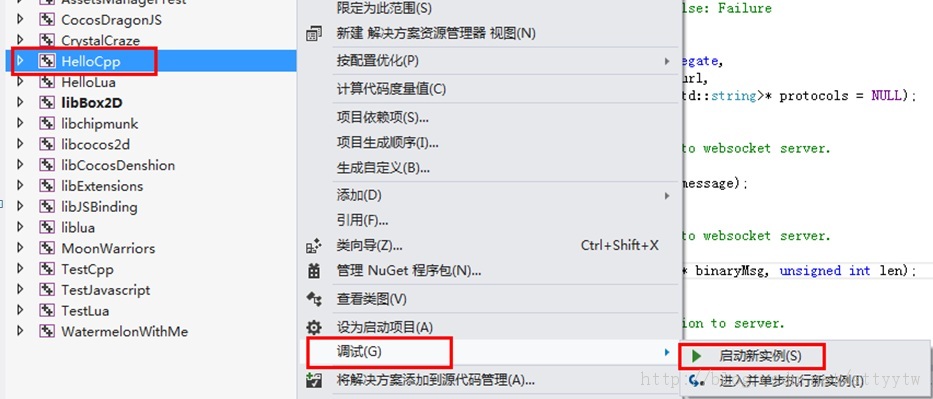 AssetsManagerTest
CocosDragonJS
CrystalCraze
HelloCpp
HelloLua
libBox2D
libchipmunk
libcocos2d
libCocosDenshion
libExtensions
libJSBinding
liblua
MoonWarriors
TestCpp
TestJavascript
TestLua
WatermelonWithMe
限定为此范围(S)
新建 解决方案资源管理器 视图(N)
按配置优化(P)
计算代码度量值(C)
项目依赖项(S)...
项目生成顺序(I)...
生成自定义(B)...
添加(D)
引用(F)...
类向导(Z)... Ctrl+Shift+X
管理 NuGet 程序包(N)...
查看类图(V)
设为启动项目(A)
调试(G)
将解决方案添加到源代码管理(A)...
启动新实例(S)
进入并单步执行新实例(I)
lse: Failure
egate,
url,
td::string>* protocols = NULL);
to websocket server.
message);
to websocket server.
* binaryMsg, unsigned int len);
ion to server.